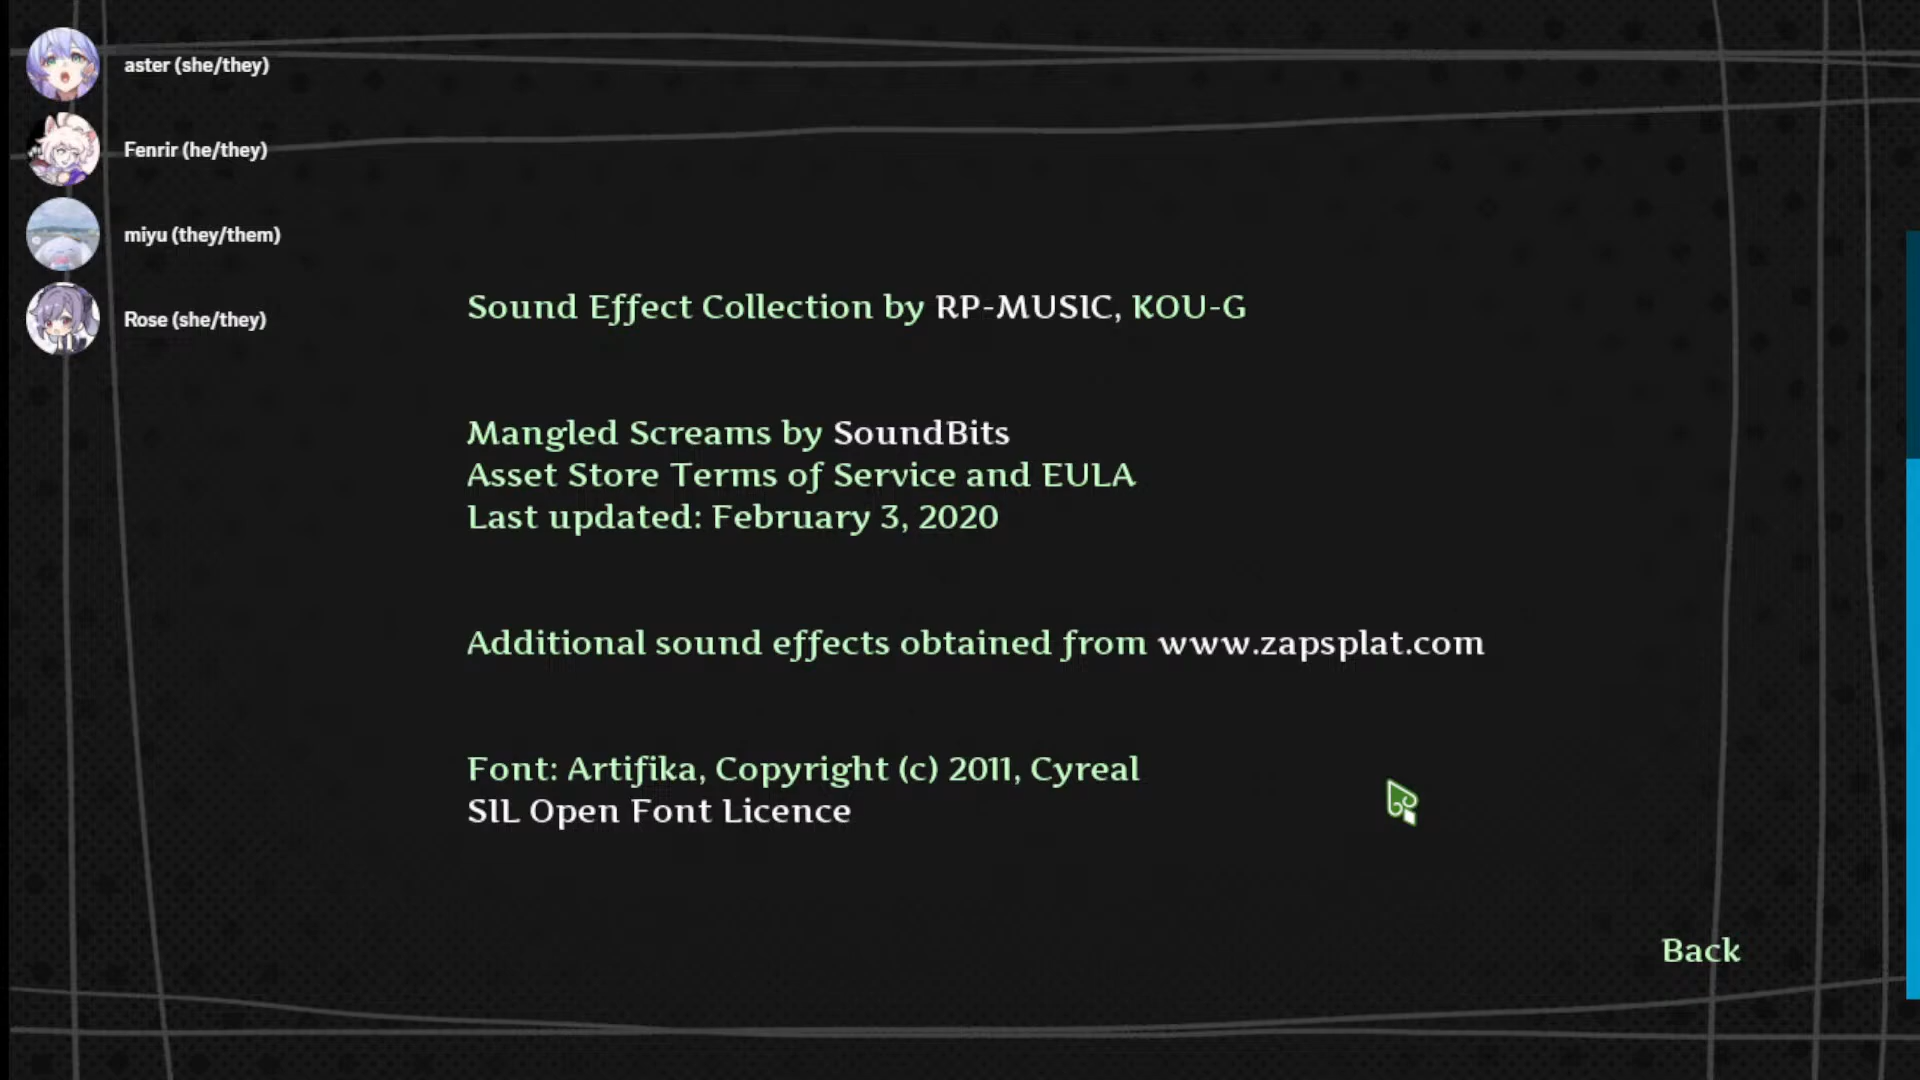 aster (she/they)
Fenrir (he/they)
miyu (they/them)
Rose (she/they)
Sound Effect Collection by RP-MUSIC, KOU-G
Mangled Screams by SoundBits
Asset Store Terms of Service and EULA
Last updated: February 3, 2020
Additional sound effects obtained from www.zapsplat.com
Font: Artifika, Copyright (c) 2011, Cyreal
SIL Open Font Licence
Back